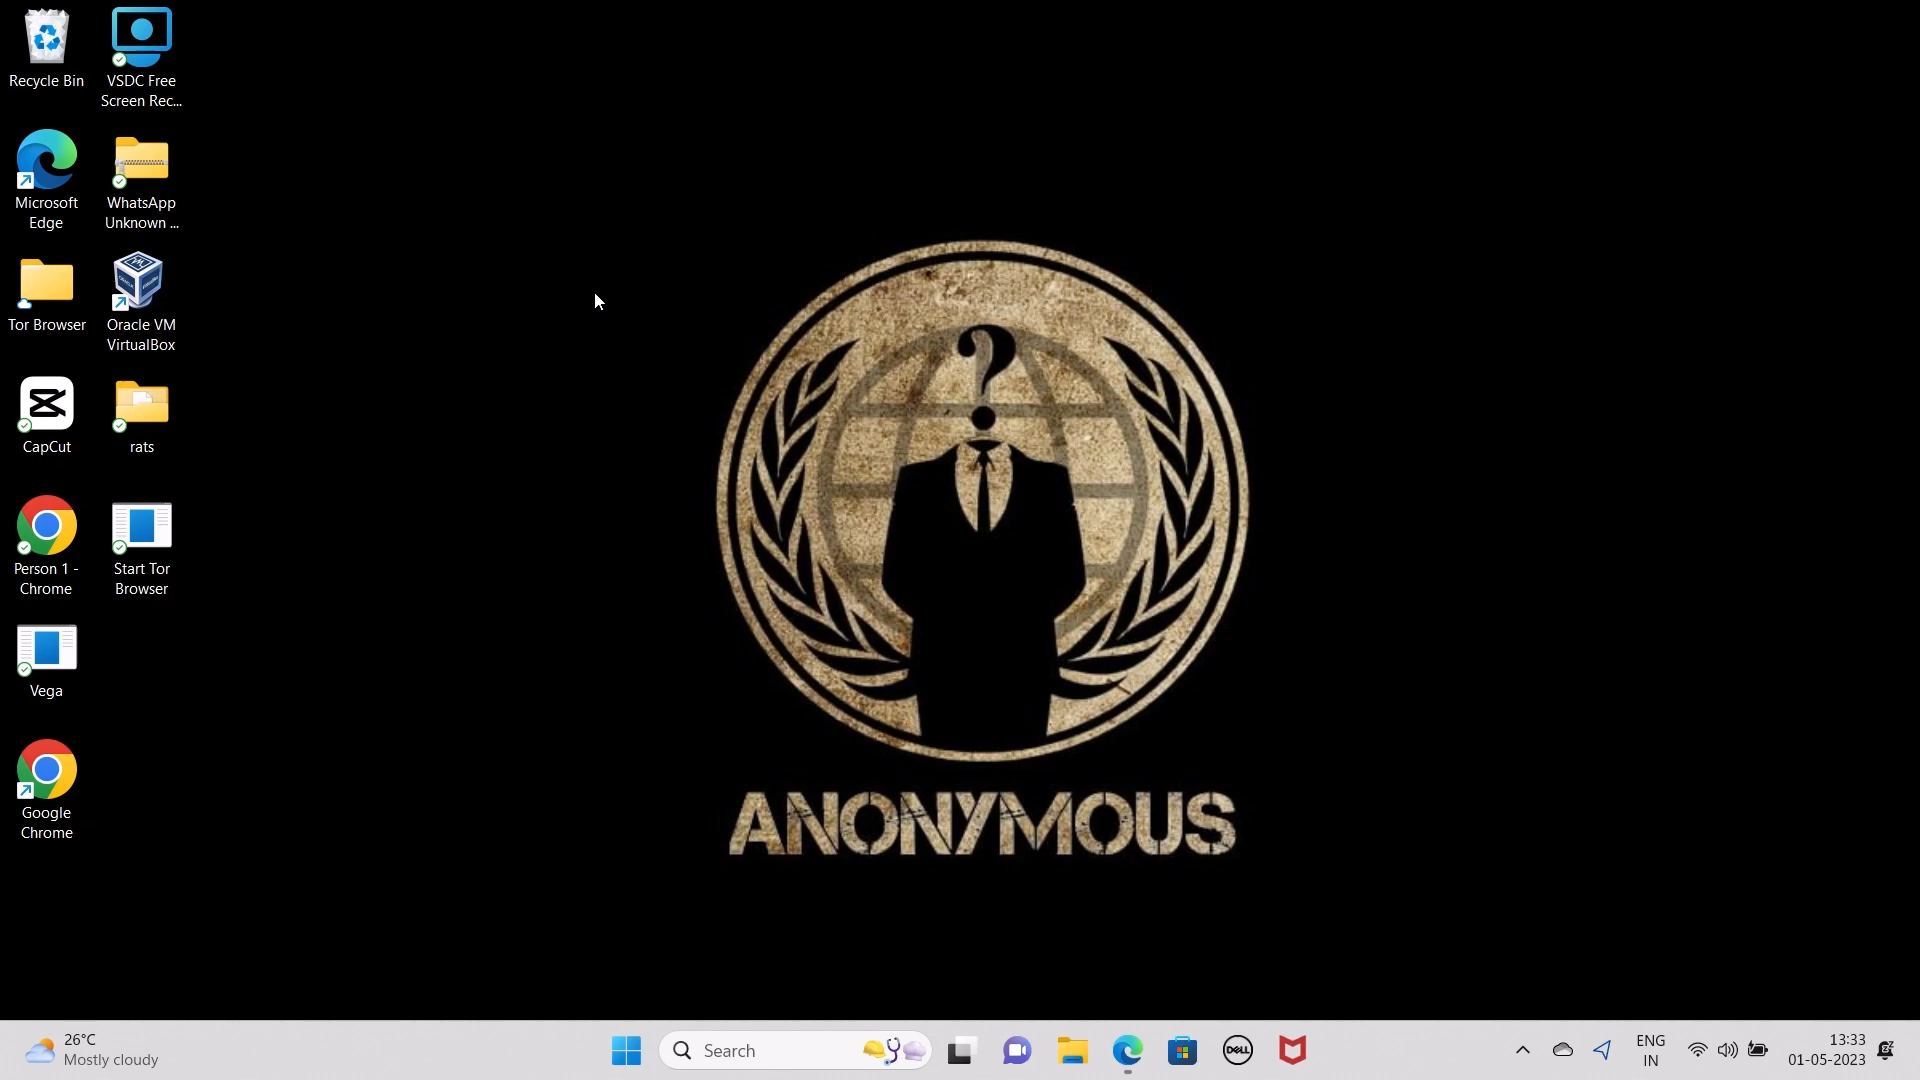 Recycle Bin
VSDC Free
Screen Rec...
Microsoft
Edge
WhatsApp
Unknown ...
Tor Browser
Oracle VM
VirtualBox
CapCut
rats
Person 1 -
Chrome
Start Tor
Browser
Vega
Google
Chrome
ANONYMOUS
26°C
Mostly cloudy
Search
DELL
ENG
IN
13:33
01-05-2023